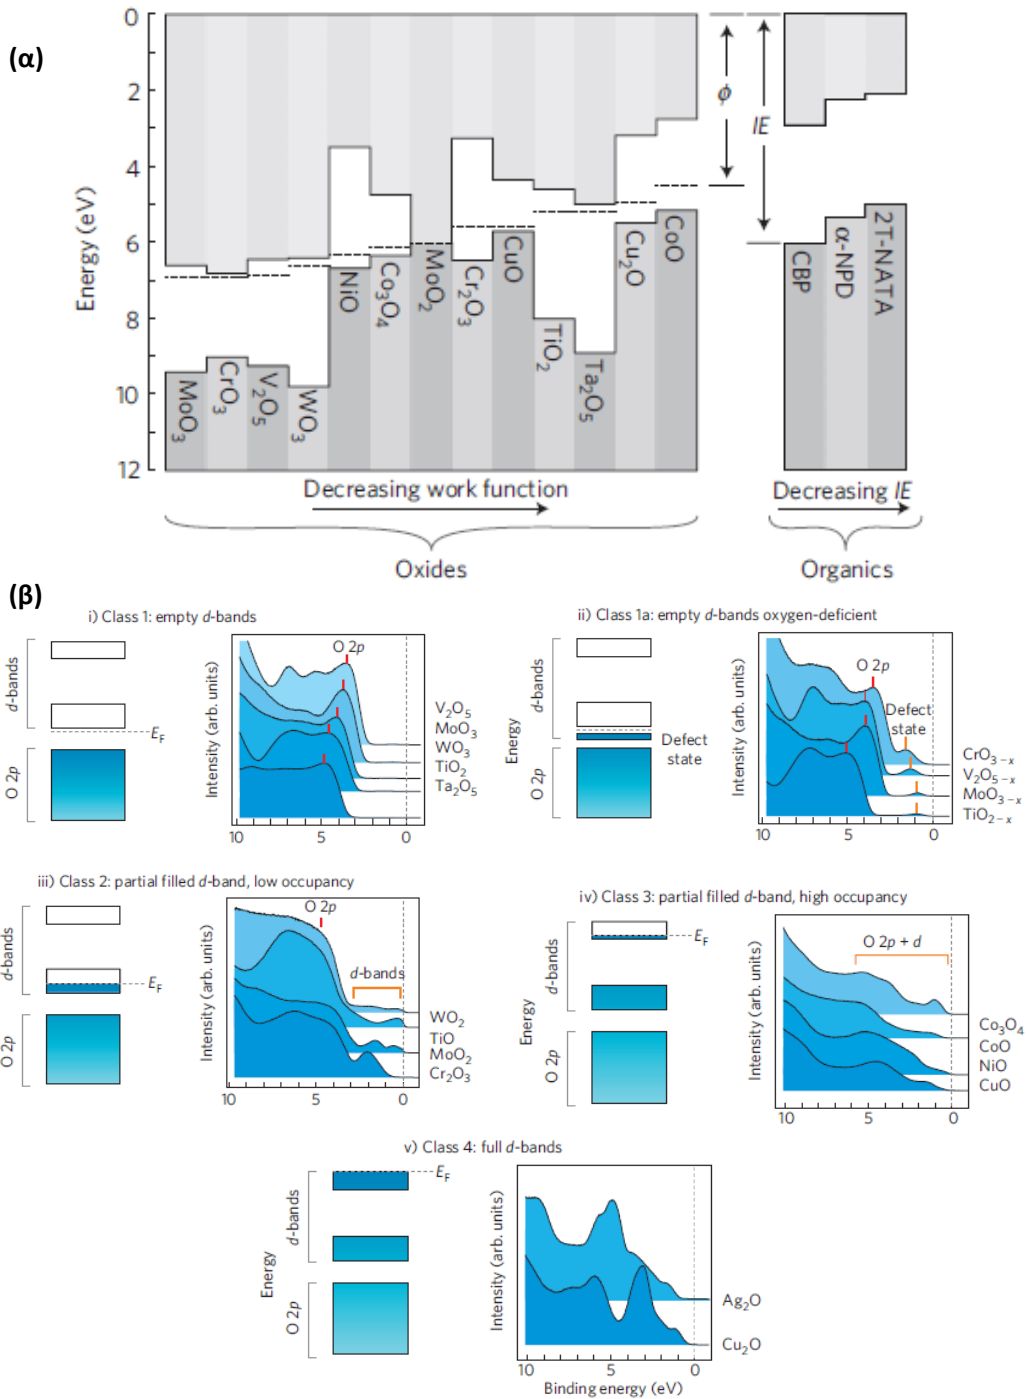 (α)
0
2
4
6
8
10
12
Energy (eV)
MoO3
CrO3
V2O5
WO3
NiO
Co3O4
MoO2
Cr2O3
CuO
TiO2
Ta2O5
Cu2O
CoO
ϕ
IE
CBP
α-NPD
2T-NATA
Decreasing work function
Decreasing IE
Oxides
Organics
(β)
i) Class 1: empty d-bands
d-bands
O 2p
EF
Intensity (arb. units)
O 2p
V2O5
MoO3
WO3
TiO2
Ta2O5
10 5 0
ii) Class 1a: empty d-bands oxygen-deficient
Energy
d-bands
O 2p
Defect
state
Intensity (arb. units)
O 2p
Defect
state
CrO3−x
V2O5−x
MoO3−x
TiO2−x
10 5 0
iii) Class 2: partial filled d-band, low occupancy
d-bands
O 2p
EF
Intensity (arb. units)
O 2p
d-bands
WO2
TiO
MoO2
Cr2O3
10 5 0
iv) Class 3: partial filled d-band, high occupancy
Energy
d-bands
O 2p
EF
Intensity (arb. units)
O 2p + d
Co3O4
CoO
NiO
CuO
10 5 0
v) Class 4: full d-bands
Energy
d-bands
O 2p
EF
Intensity (arb. units)
Ag2O
Cu2O
10 5 0
Binding energy (eV)